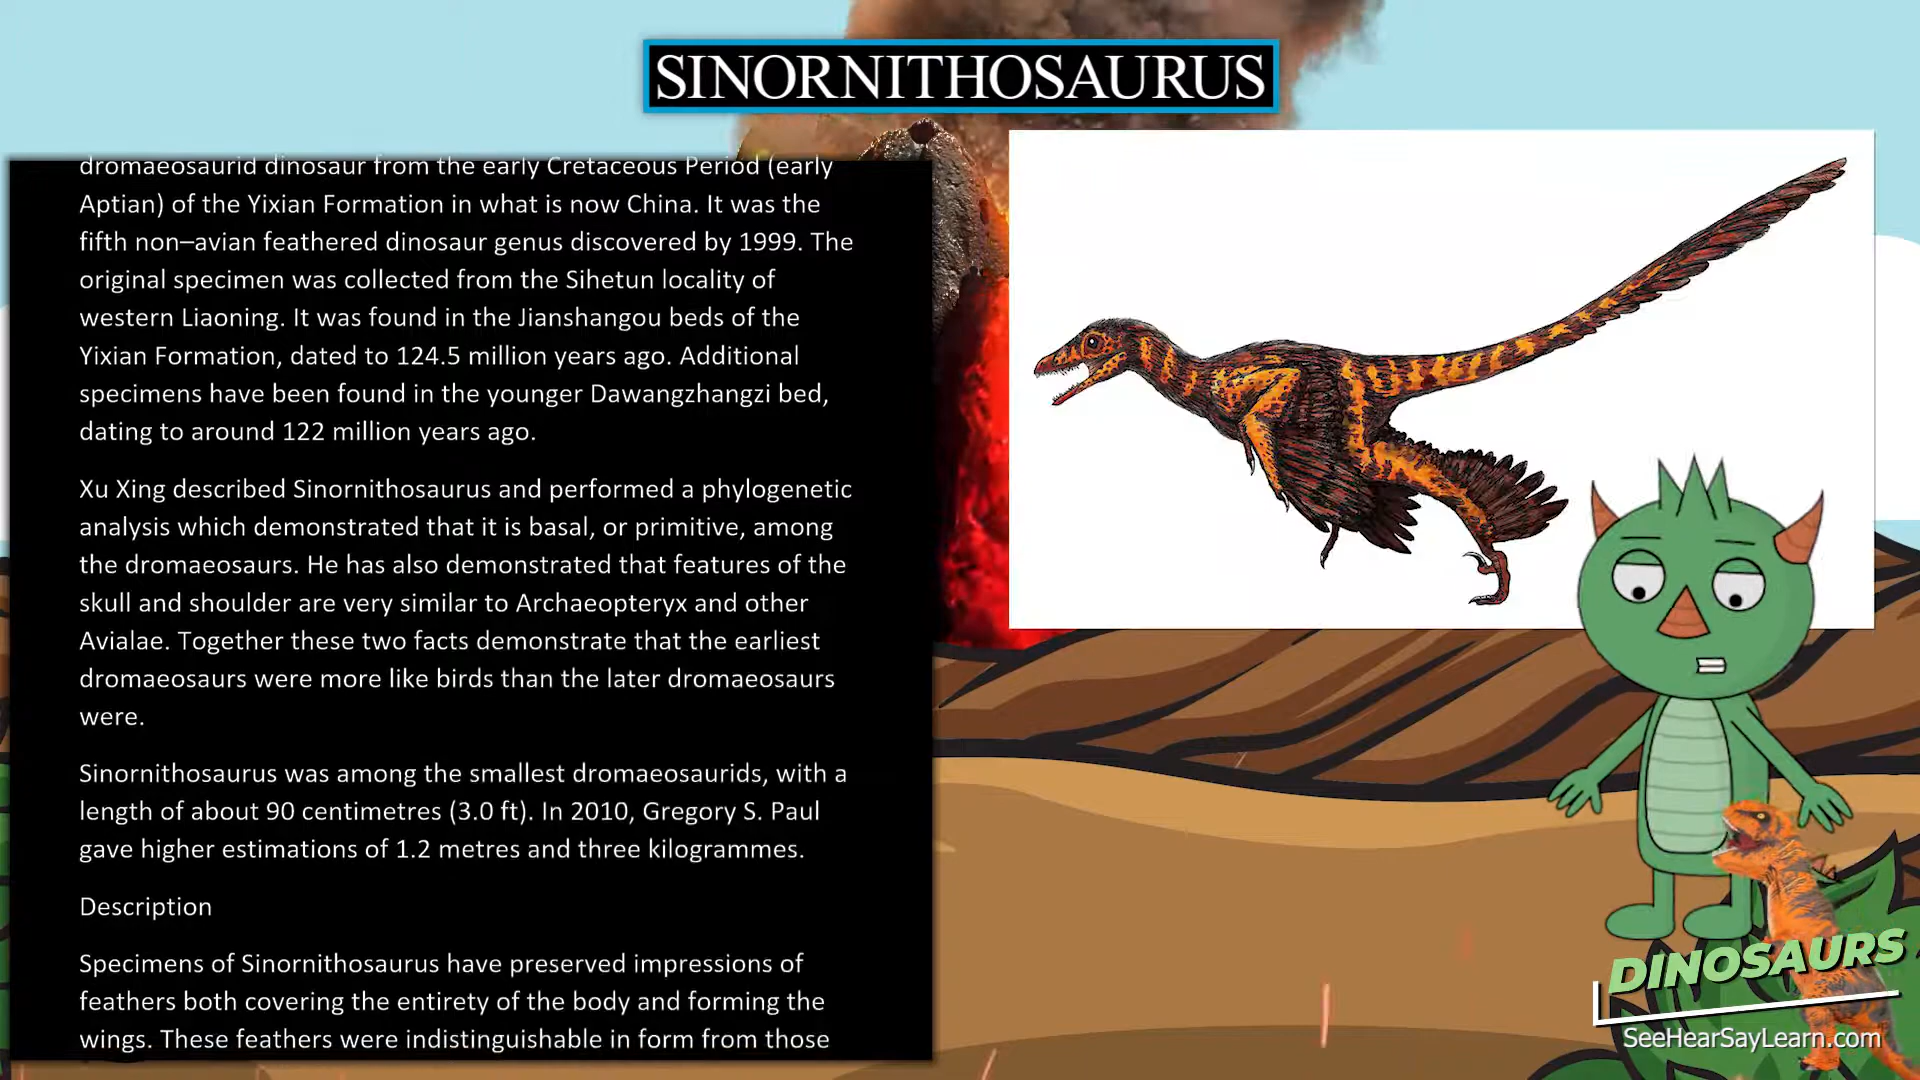 SINORNITHOSAURUS
dromaeosaurid dinosaur from the early Cretaceous Period (early
Aptian) of the Yixian Formation in what is now China. It was the
fifth non–avian feathered dinosaur genus discovered by 1999. The
original specimen was collected from the Sihetun locality of
western Liaoning. It was found in the Jianshangou beds of the
Yixian Formation, dated to 124.5 million years ago. Additional
specimens have been found in the younger Dawangzhangzi bed,
dating to around 122 million years ago.
Xu Xing described Sinornithosaurus and performed a phylogenetic
analysis which demonstrated that it is basal, or primitive, among
the dromaeosaurs. He has also demonstrated that features of the
skull and shoulder are very similar to Archaeopteryx and other
Avialae. Together these two facts demonstrate that the earliest
dromaeosaurs were more like birds than the later dromaeosaurs
were.
Sinornithosaurus was among the smallest dromaeosaurids, with a
length of about 90 centimetres (3.0 ft). In 2010, Gregory S. Paul
gave higher estimations of 1.2 metres and three kilogrammes.
Description
Specimens of Sinornithosaurus have preserved impressions of
feathers both covering the entirety of the body and forming the
wings. These feathers were indistinguishable in form from those
DINOSAURS
SeeHearSayLearn.com